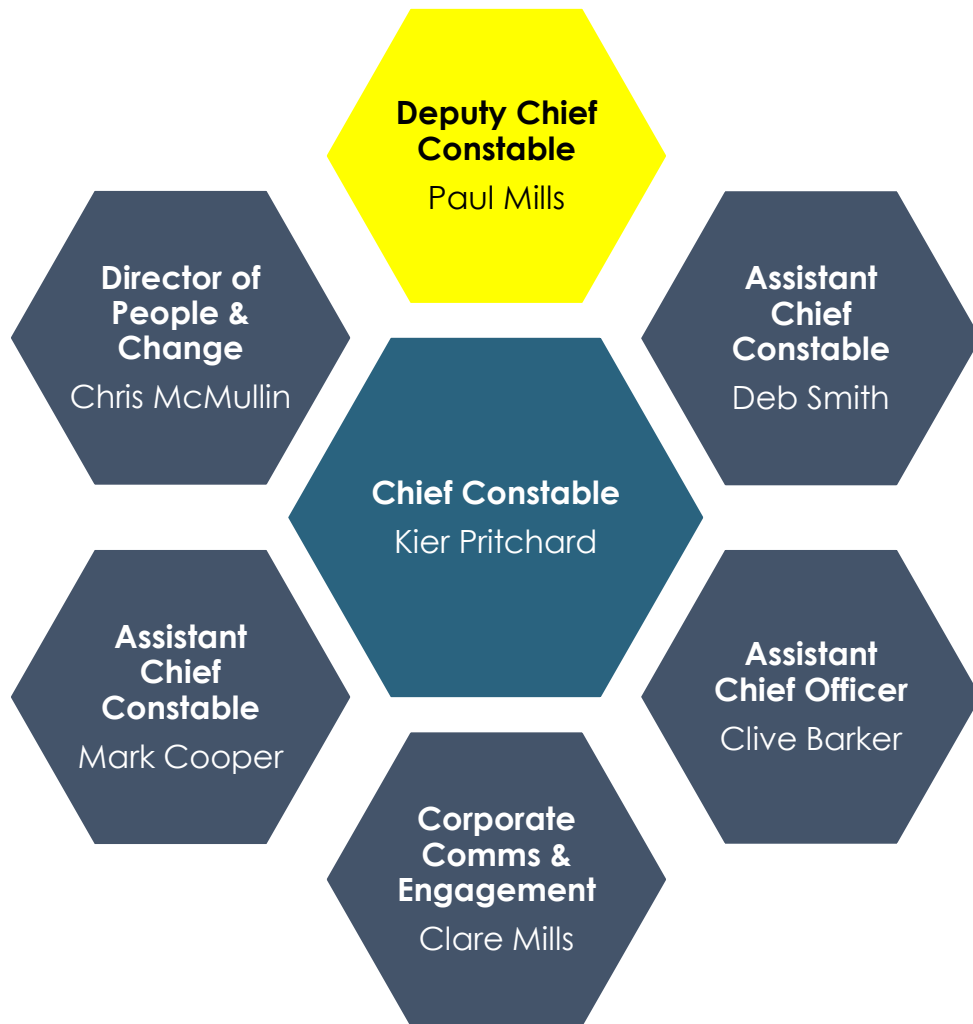 Deputy Chief
Constable
Paul Mills
Director of
People &
Change
Chris McMullin
Assistant
Chief
Constable
Deb Smith
Chief Constable
Kier Pritchard
Assistant
Chief
Constable
Mark Cooper
Assistant
Chief Officer
Clive Barker
Corporate
Comms &
Engagement
Clare Mills